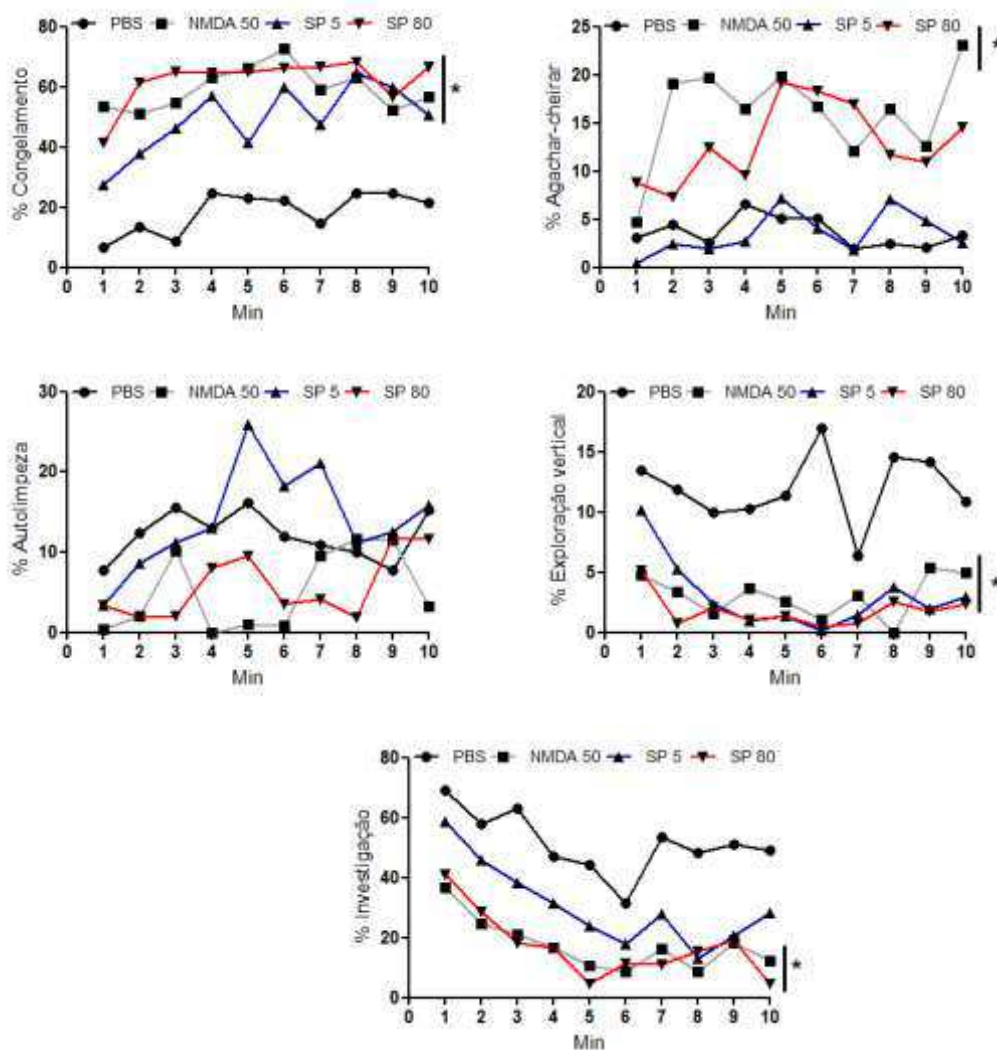 PBS NMDA 50 SP 5 SP 80
% Congelamento
80
60
40
20
0
*
0 1 2 3 4 5 6 7 8 9 10
Min
PBS NMDA 50 SP 5 SP 80
% Agachar-cheirar
25
20
15
10
5
0
*
0 1 2 3 4 5 6 7 8 9 10
Min
PBS NMDA 50 SP 5 SP 80
% Autolimpeza
30
20
10
0
0 1 2 3 4 5 6 7 8 9 10
Min
PBS NMDA 50 SP 5 SP 80
% Exploração vertical
20
15
10
5
0
*
0 1 2 3 4 5 6 7 8 9 10
Min
PBS NMDA 50 SP 5 SP 80
% Investigação
80
60
40
20
0
*
0 1 2 3 4 5 6 7 8 9 10
Min